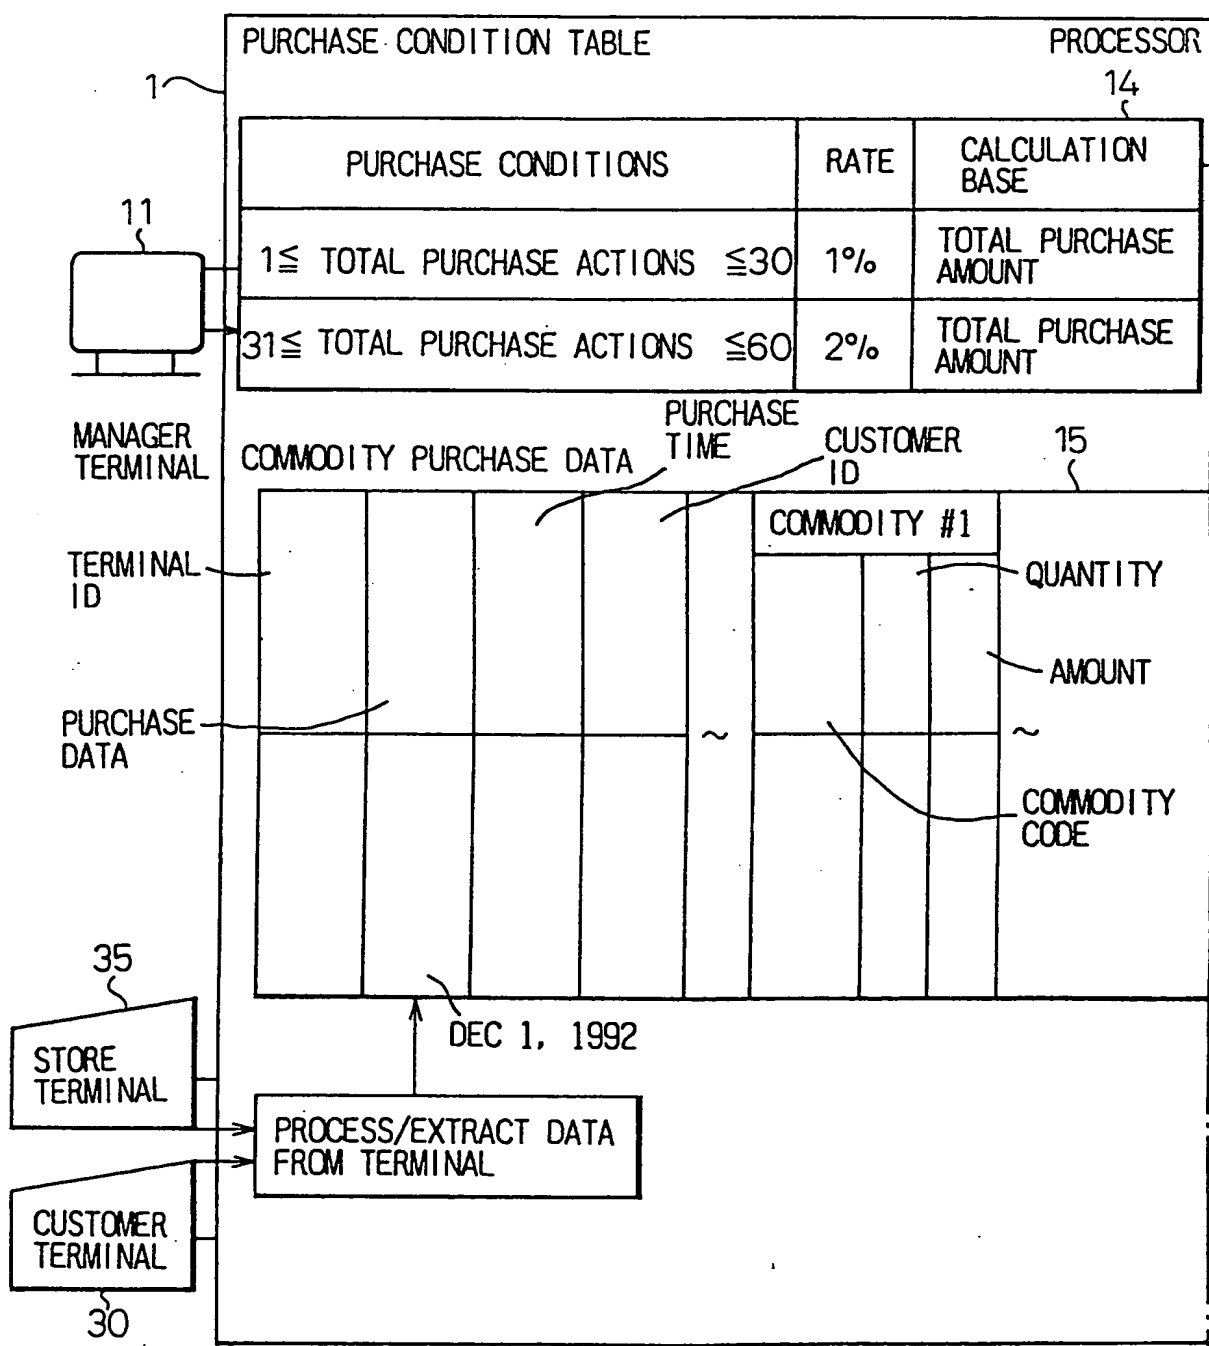 PURCHASE CONDITION TABLE
PROCESSOR
1
14
PURCHASE CONDITIONS
RATE
CALCULATION
BASE
11
1≦ TOTAL PURCHASE ACTIONS ≦30
1%
TOTAL PURCHASE
AMOUNT
31≦ TOTAL PURCHASE ACTIONS ≦60
2%
TOTAL PURCHASE
AMOUNT
MANAGER
TERMINAL
COMMODITY PURCHASE DATA
PURCHASE
TIME
CUSTOMER
ID
15
COMMODITY #1
TERMINAL
ID
QUANTITY
AMOUNT
PURCHASE
DATA
~
~
COMMODITY
CODE
35
DEC 1, 1992
STORE
TERMINAL
PROCESS/EXTRACT DATA
FROM TERMINAL
CUSTOMER
TERMINAL
30